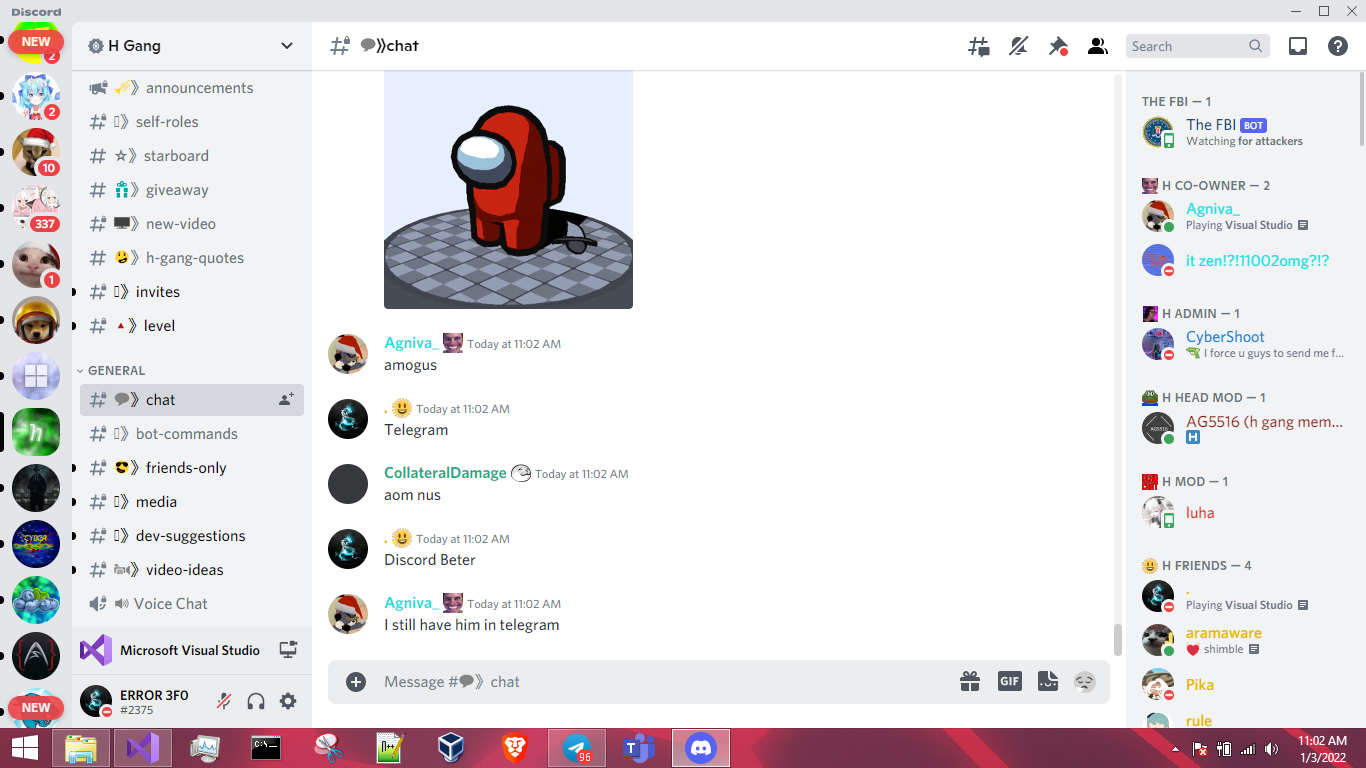 Discord
NEW
2
2
10
337
1
NEW
H Gang
announcements
self-roles
starboard
giveaway
new-video
h-gang-quotes
invites
level
GENERAL
chat
bot-commands
friends-only
media
dev-suggestions
video-ideas
Voice Chat
Microsoft Visual Studio
ERROR 3F0
#2375
chat
Search
Agniva_ Today at 11:02 AM
amogus
. Today at 11:02 AM
Telegram
CollateralDamage Today at 11:02 AM
aom nus
. Today at 11:02 AM
Discord Beter
Agniva_ Today at 11:02 AM
I still have him in telegram
Message # chat
GIF
THE FBI — 1
The FBI BOT
Watching for attackers
H CO-OWNER — 2
Agniva_
Playing Visual Studio
it zen!?!11002omg?!?
H ADMIN — 1
CyberShoot
I force u guys to send me f...
H HEAD MOD — 1
AG5516
AG5516 (h gang mem...
H
H MOD — 1
luha
H FRIENDS — 4
.
Playing Visual Studio
aramaware
shimble
Pika
rule
96
11:02 AM
1/3/2022